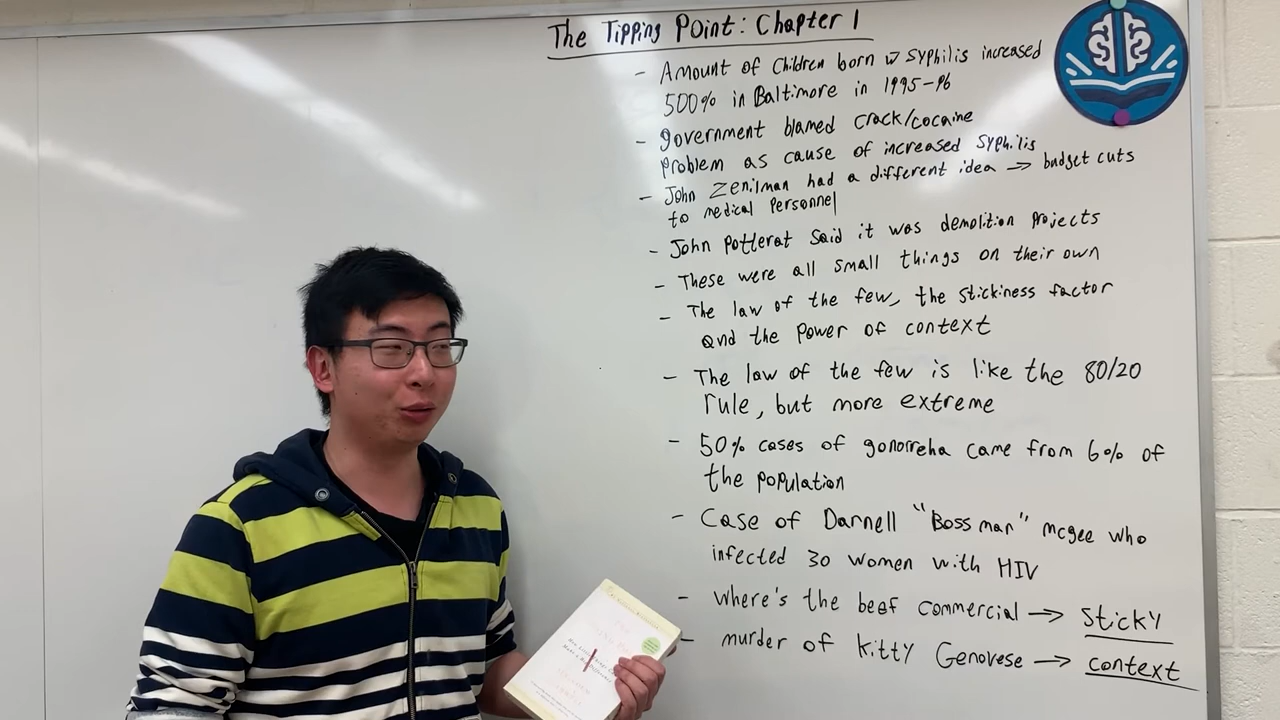 The Tipping Point: Chapter 1
- Amount of Children born w syphilis increased
500% in Baltimore in 1995-96
- government blamed crack/cocaine
problem as cause of increased syphilis
- John Zenilman had a different idea → budget cuts
to medical personnel
- John Potterat said it was demolition projects
- These were all small things on their own
- The law of the few, the stickiness factor
and the power of context
- The law of the few is like the 80/20
rule, but more extreme
- 50% cases of gonorreha came from 6% of
the population
- Case of Darnell "Boss man" mcgee who
infected 30 women with HIV
- where's the beef commercial → sticky
- murder of Kitty Genovese → context